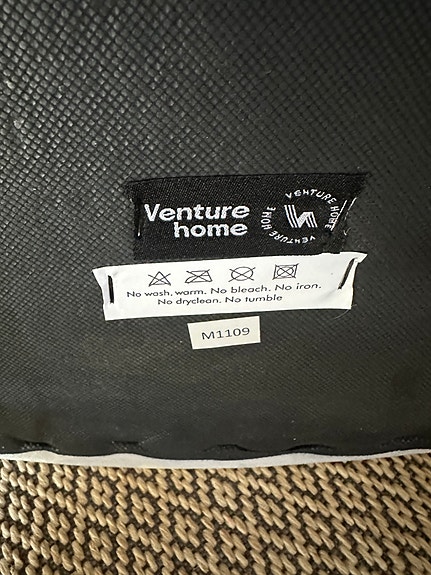 Venture
home
VENTURE HOME
VENTURE HOME
No wash, warm. No bleach. No iron.
No dryclean. No tumble
M1109